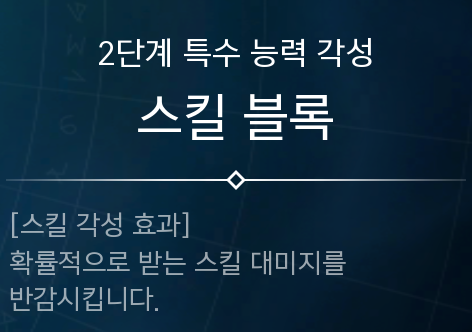 2단계 특수 능력 각성
스킬 블록
[스킬 각성 효과]
확률적으로 받는 스킬 대미지를
반감시킵니다.